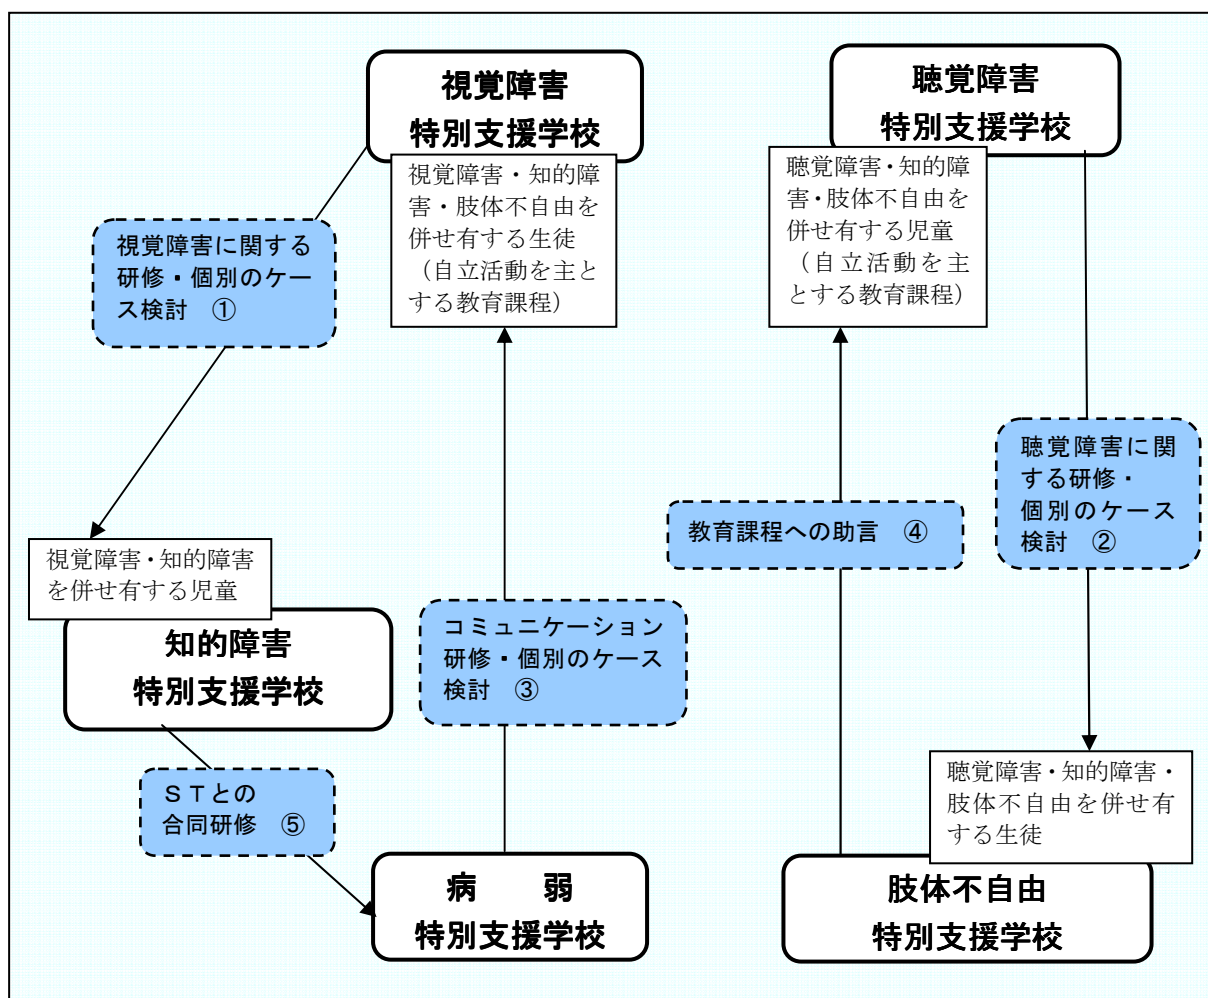 視覚障害
特別支援学校
視覚障害・知的障
害・肢体不自由を
併せ有する生徒
（自立活動を主と
する教育課程）
聴覚障害
特別支援学校
聴覚障害・知的障
害・肢体不自由を
併せ有する児童
（自立活動を主
とする教育課程）
視覚障害に関する
研修・個別のケー
ス検討　①
聴覚障害に関
する研修・
個別のケース
検討　②
教育課程への助言　④
視覚障害・知的障害
を併せ有する児童
知的障害
特別支援学校
コミュニケーション
研修・個別のケース
検討　③
ＳＴとの
合同研修　⑤
聴覚障害・知的障害・
肢体不自由を併せ有
する生徒
病　　弱
特別支援学校
肢体不自由
特別支援学校